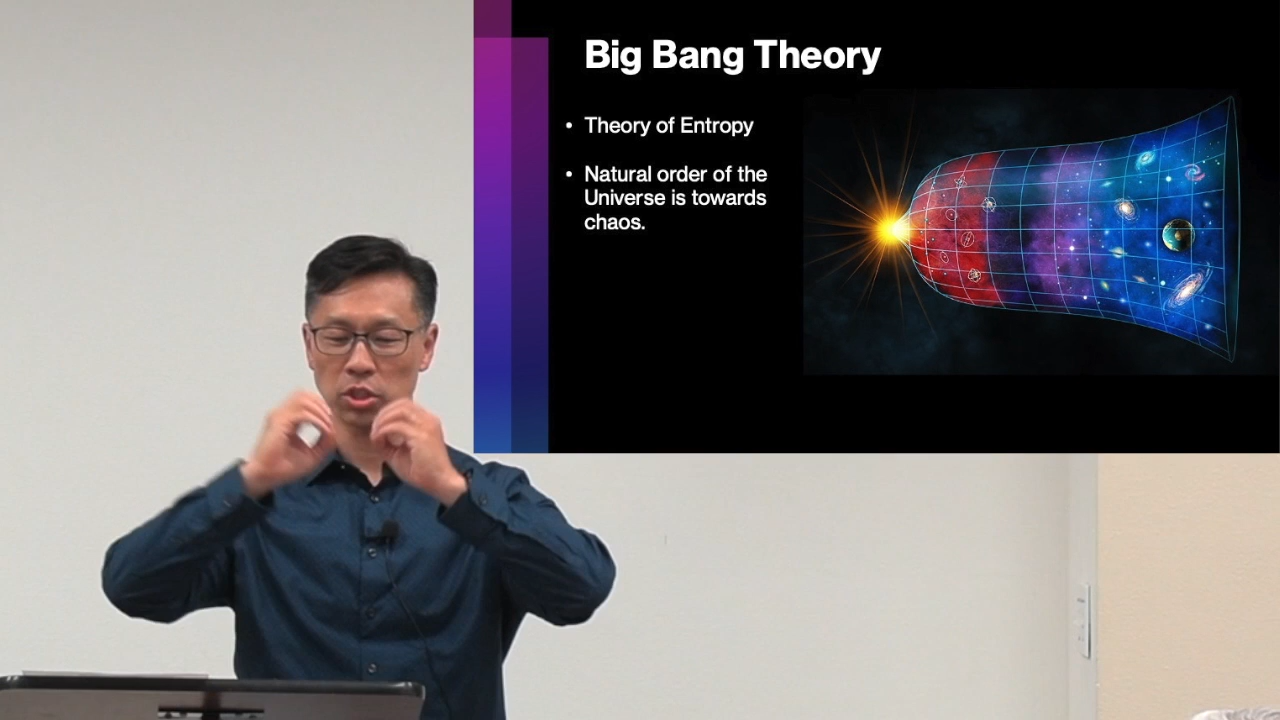 Big Bang Theory
• Theory of Entropy
• Natural order of the
Universe is towards
chaos.